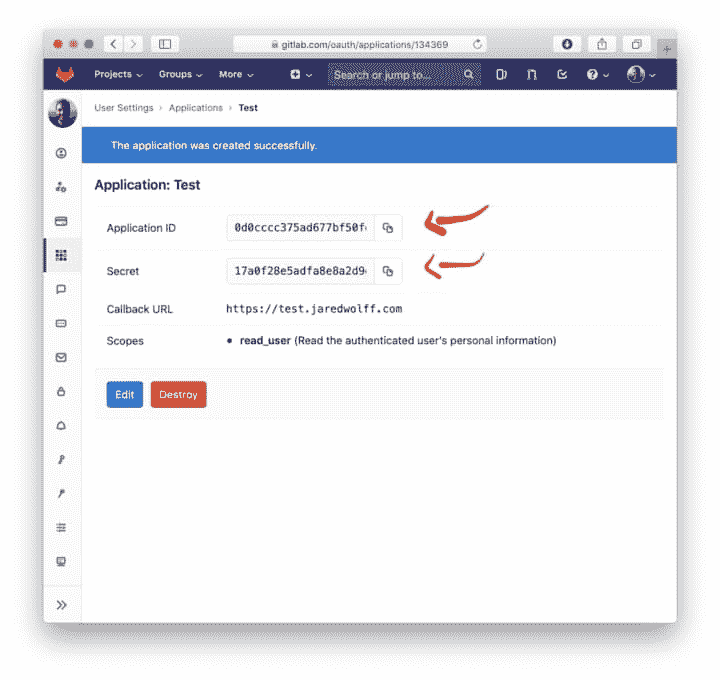 gitlab.com/oauth/applications/134369
Projects Groups More Search or jump to...
User Settings › Applications › Test
The application was created successfully.
Application: Test
Application ID 0d0cccc375ad677bf50f
Secret 17a0f28e5adfa8e8a2d9
Callback URL https://test.jaredwolff.com
Scopes • read_user (Read the authenticated user's personal information)
Edit Destroy